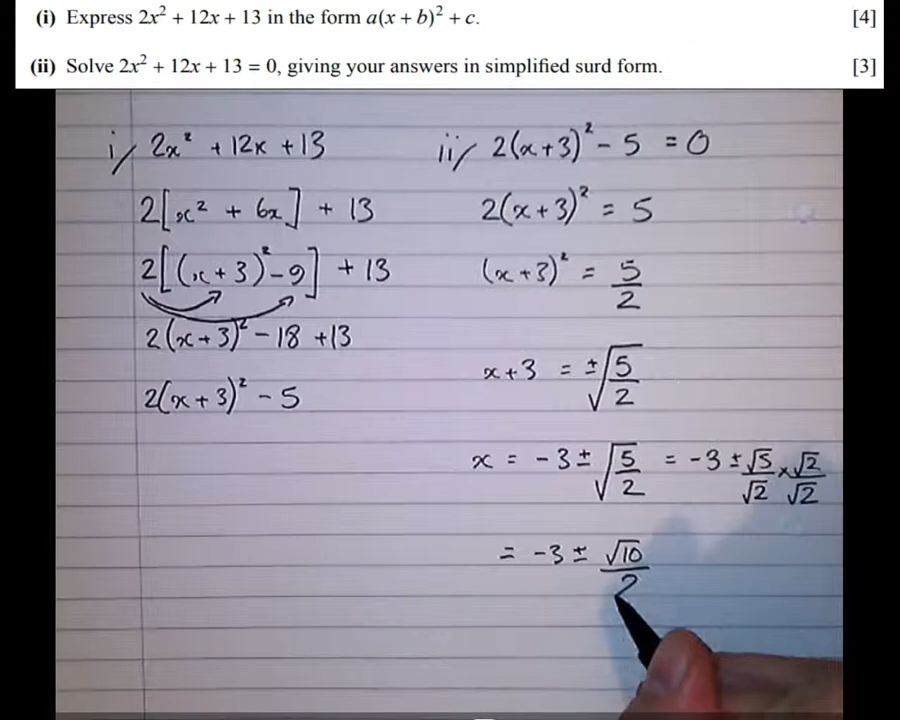 (i) Express 2x² + 12x + 13 in the form a(x + b)² + c. [4]
(ii) Solve 2x² + 12x + 13 = 0, giving your answers in simplified surd form. [3]
i/ 2x² + 12x + 13
2[x² + 6x] + 13
2[(x + 3)² - 9] + 13
2(x + 3)² - 18 + 13
2(x + 3)² - 5
ii/ 2(x + 3)² - 5 = 0
2(x + 3)² = 5
(x + 3)² = 5/2
x + 3 = ±√(5/2)
x = -3 ± √(5/2) = -3 ± √5/√2 × √2/√2
= -3 ± √10/2